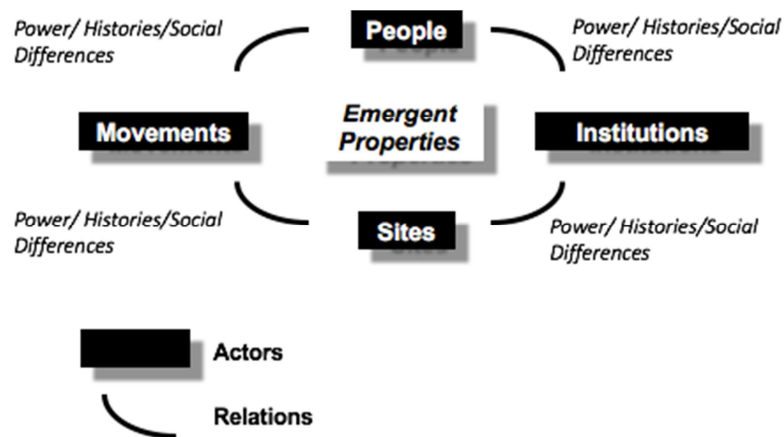 Power/ Histories/Social
Differences
People
Power/ Histories/Social
Differences
Movements
Emergent
Properties
Institutions
Power/ Histories/Social
Differences
Sites
Power/ Histories/Social
Differences
Actors
Relations